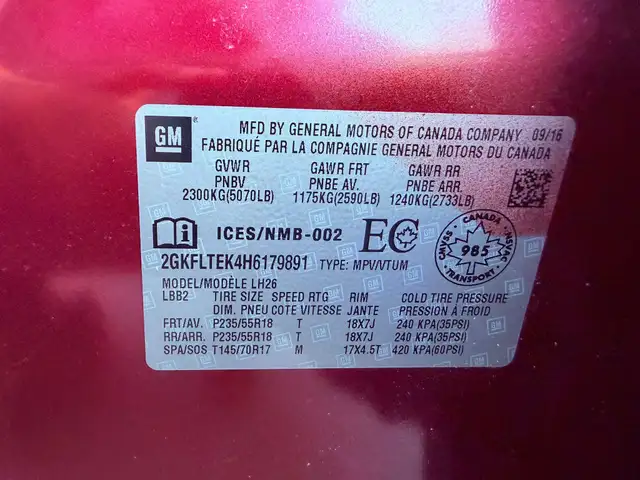 GM
MFD BY GENERAL MOTORS OF CANADA COMPANY 09/16
FABRIQUÉ PAR LA COMPAGNIE GENERAL MOTORS DU CANADA
GVWR GAWR FRT GAWR RR
PNBV PNBE AV. PNBE ARR.
2300KG(5070LB) 1175KG(2590LB) 1240KG(2733LB)
ICES/NMB-002 EC
CANADA
CMVSS 985 NSVAC
TRANSPORT
2GKFLTEK4H6179891 TYPE: MPV/VTUM
MODEL/MODÈLE LH26
LBB2 TIRE SIZE SPEED RTG RIM COLD TIRE PRESSURE
DIM. PNEU COTE VITESSE JANTE PRESSION À FROID
FRT/AV. P235/55R18 T 18X7J 240 KPA(35PSI)
RR/ARR. P235/55R18 T 18X7J 240 KPA(35PSI)
SPA/SOS T145/70R17 M 17X4.5T 420 KPA(60PSI)